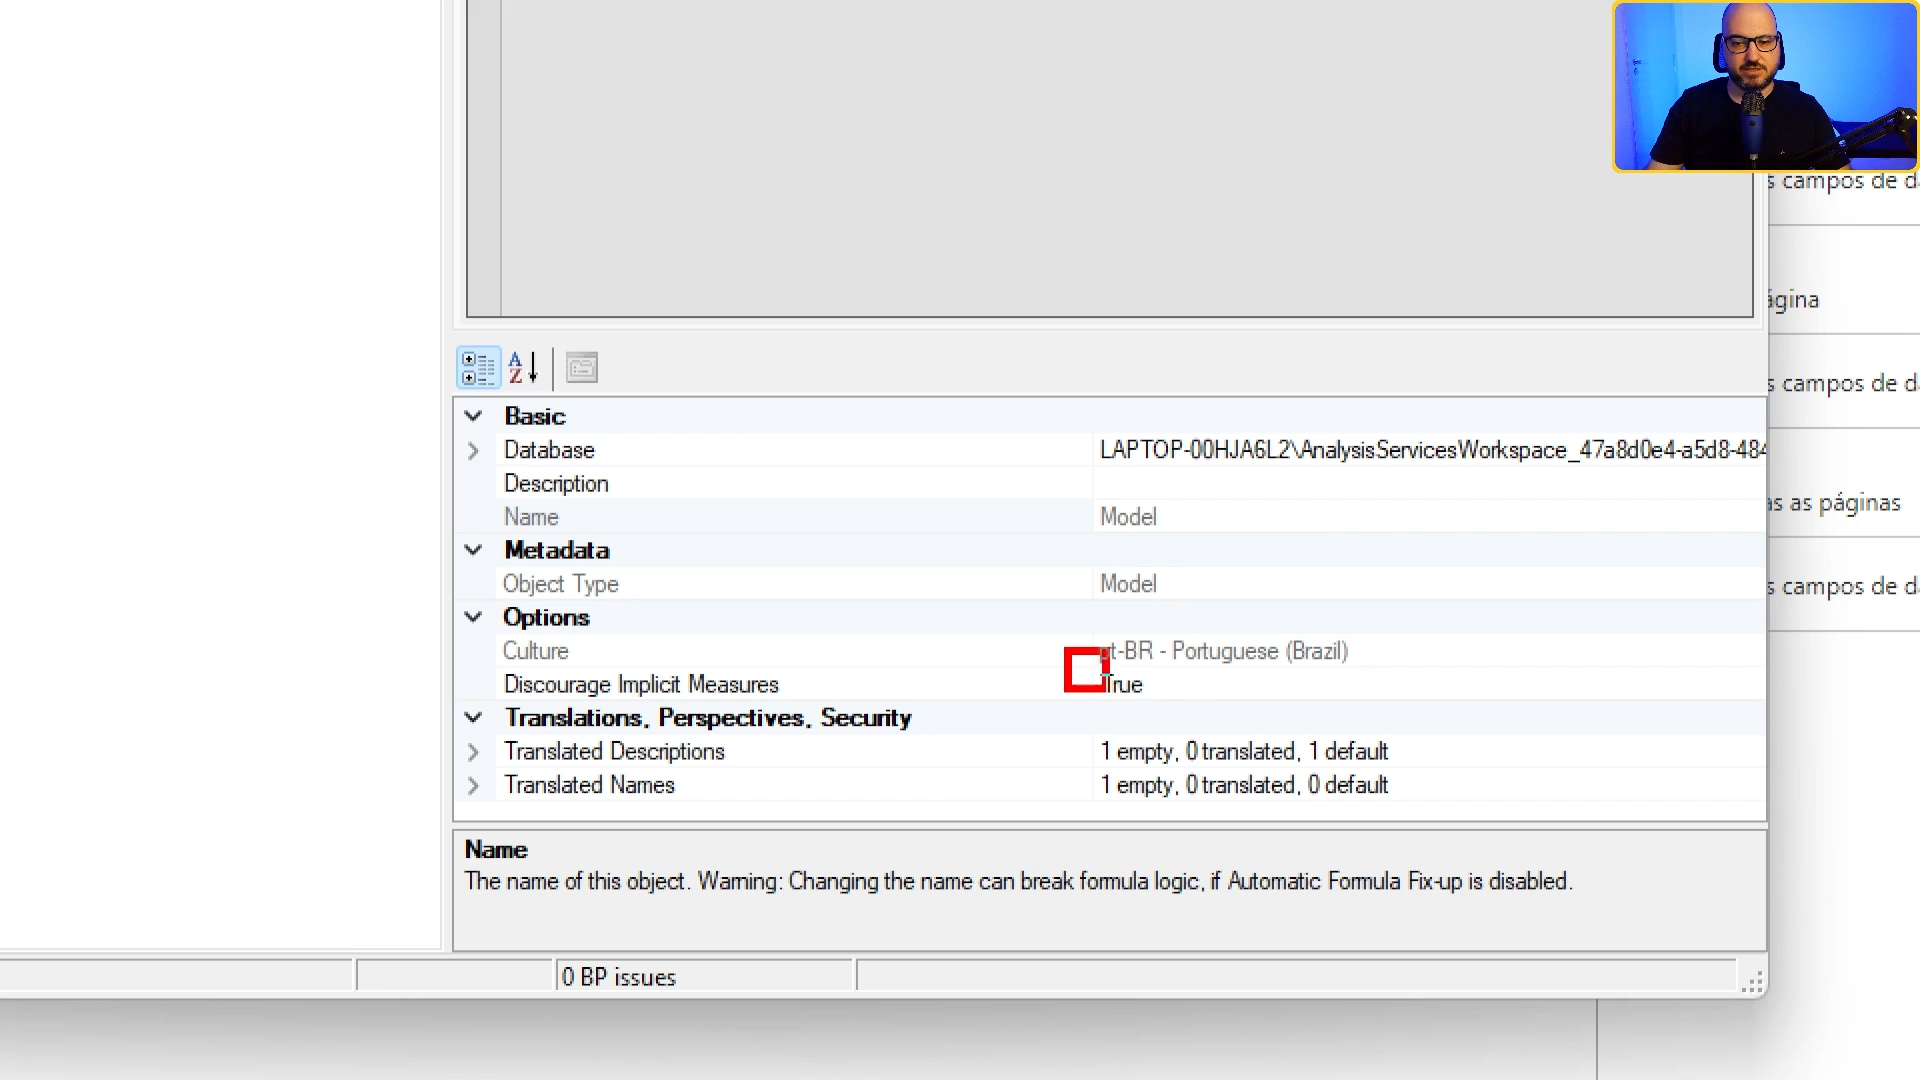 s campos de d
ágina
s campos de d
as as páginas
s campos de d
A
Z
Basic
Database LAPTOP-00HJA6L2\AnalysisServicesWorkspace_47a8d0e4-a5d8-484
Description
Name Model
Metadata
Object Type Model
Options
Culture pt-BR - Portuguese (Brazil)
Discourage Implicit Measures True
Translations, Perspectives, Security
Translated Descriptions 1 empty, 0 translated, 1 default
Translated Names 1 empty, 0 translated, 0 default
Name
The name of this object. Warning: Changing the name can break formula logic, if Automatic Formula Fix-up is disabled.
0 BP issues